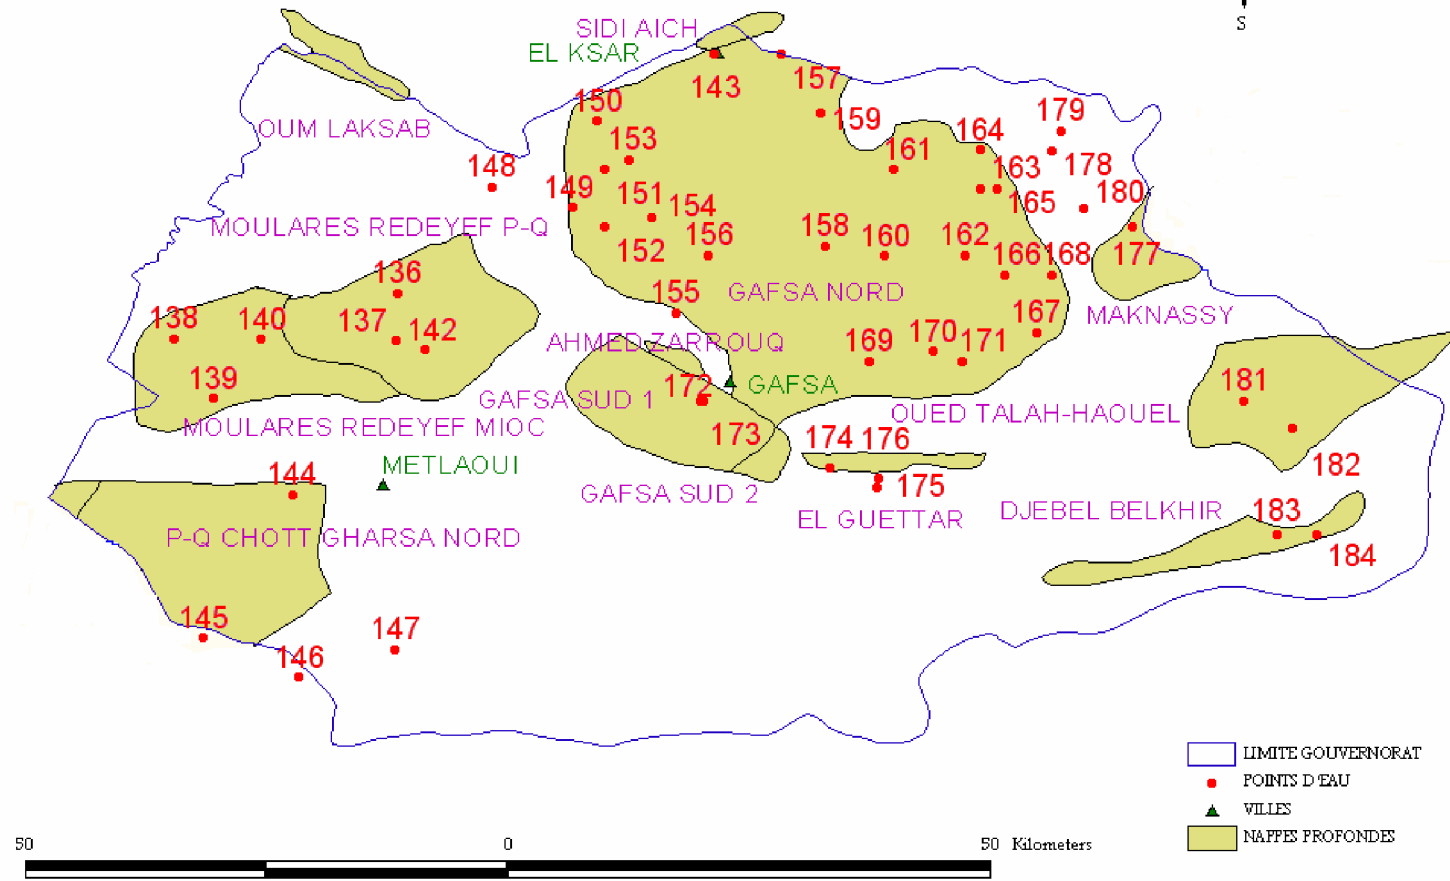 S
SIDI AICH
EL KSAR
143
157
150
159
179
OUM LAKSAB
153
161
164
178
148
163
149
151
180
154
165
MOULARES REDEYEF P-Q
152
156
158
160
162
166
168
177
136
155
GAFSA NORD
MAKNASSY
138
140
137
142
AHMED ZARROUQ
169
170
171
167
139
172
GAFSA
181
GAFSA SUD 1
OUED TALAH-HAOUEL
MOULARES REDEYEF MIOC
173
174
176
METLAOUI
182
144
GAFSA SUD 2
175
EL GUETTAR
DJEBEL BELKHIR
183
P-Q CHOTT GHARSA NORD
184
145
147
146
LIMITE GOUVERNORAT
POINTS D'EAU
VILLES
NAPPES PROFONDES
50
0
50 Kilometers